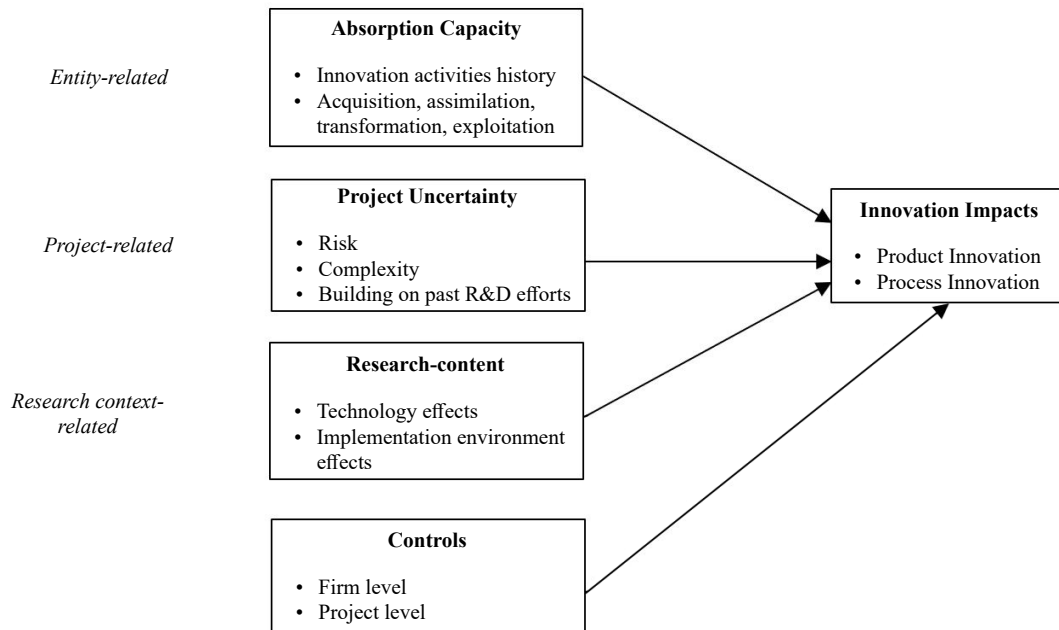 Absorption Capacity
Entity-related
• Innovation activities history
• Acquisition, assimilation,
transformation, exploitation
Project Uncertainty
Project-related
• Risk
• Complexity
• Building on past R&D efforts
Innovation Impacts
• Product Innovation
• Process Innovation
Research-content
Research context-
related
• Technology effects
• Implementation environment
effects
Controls
• Firm level
• Project level